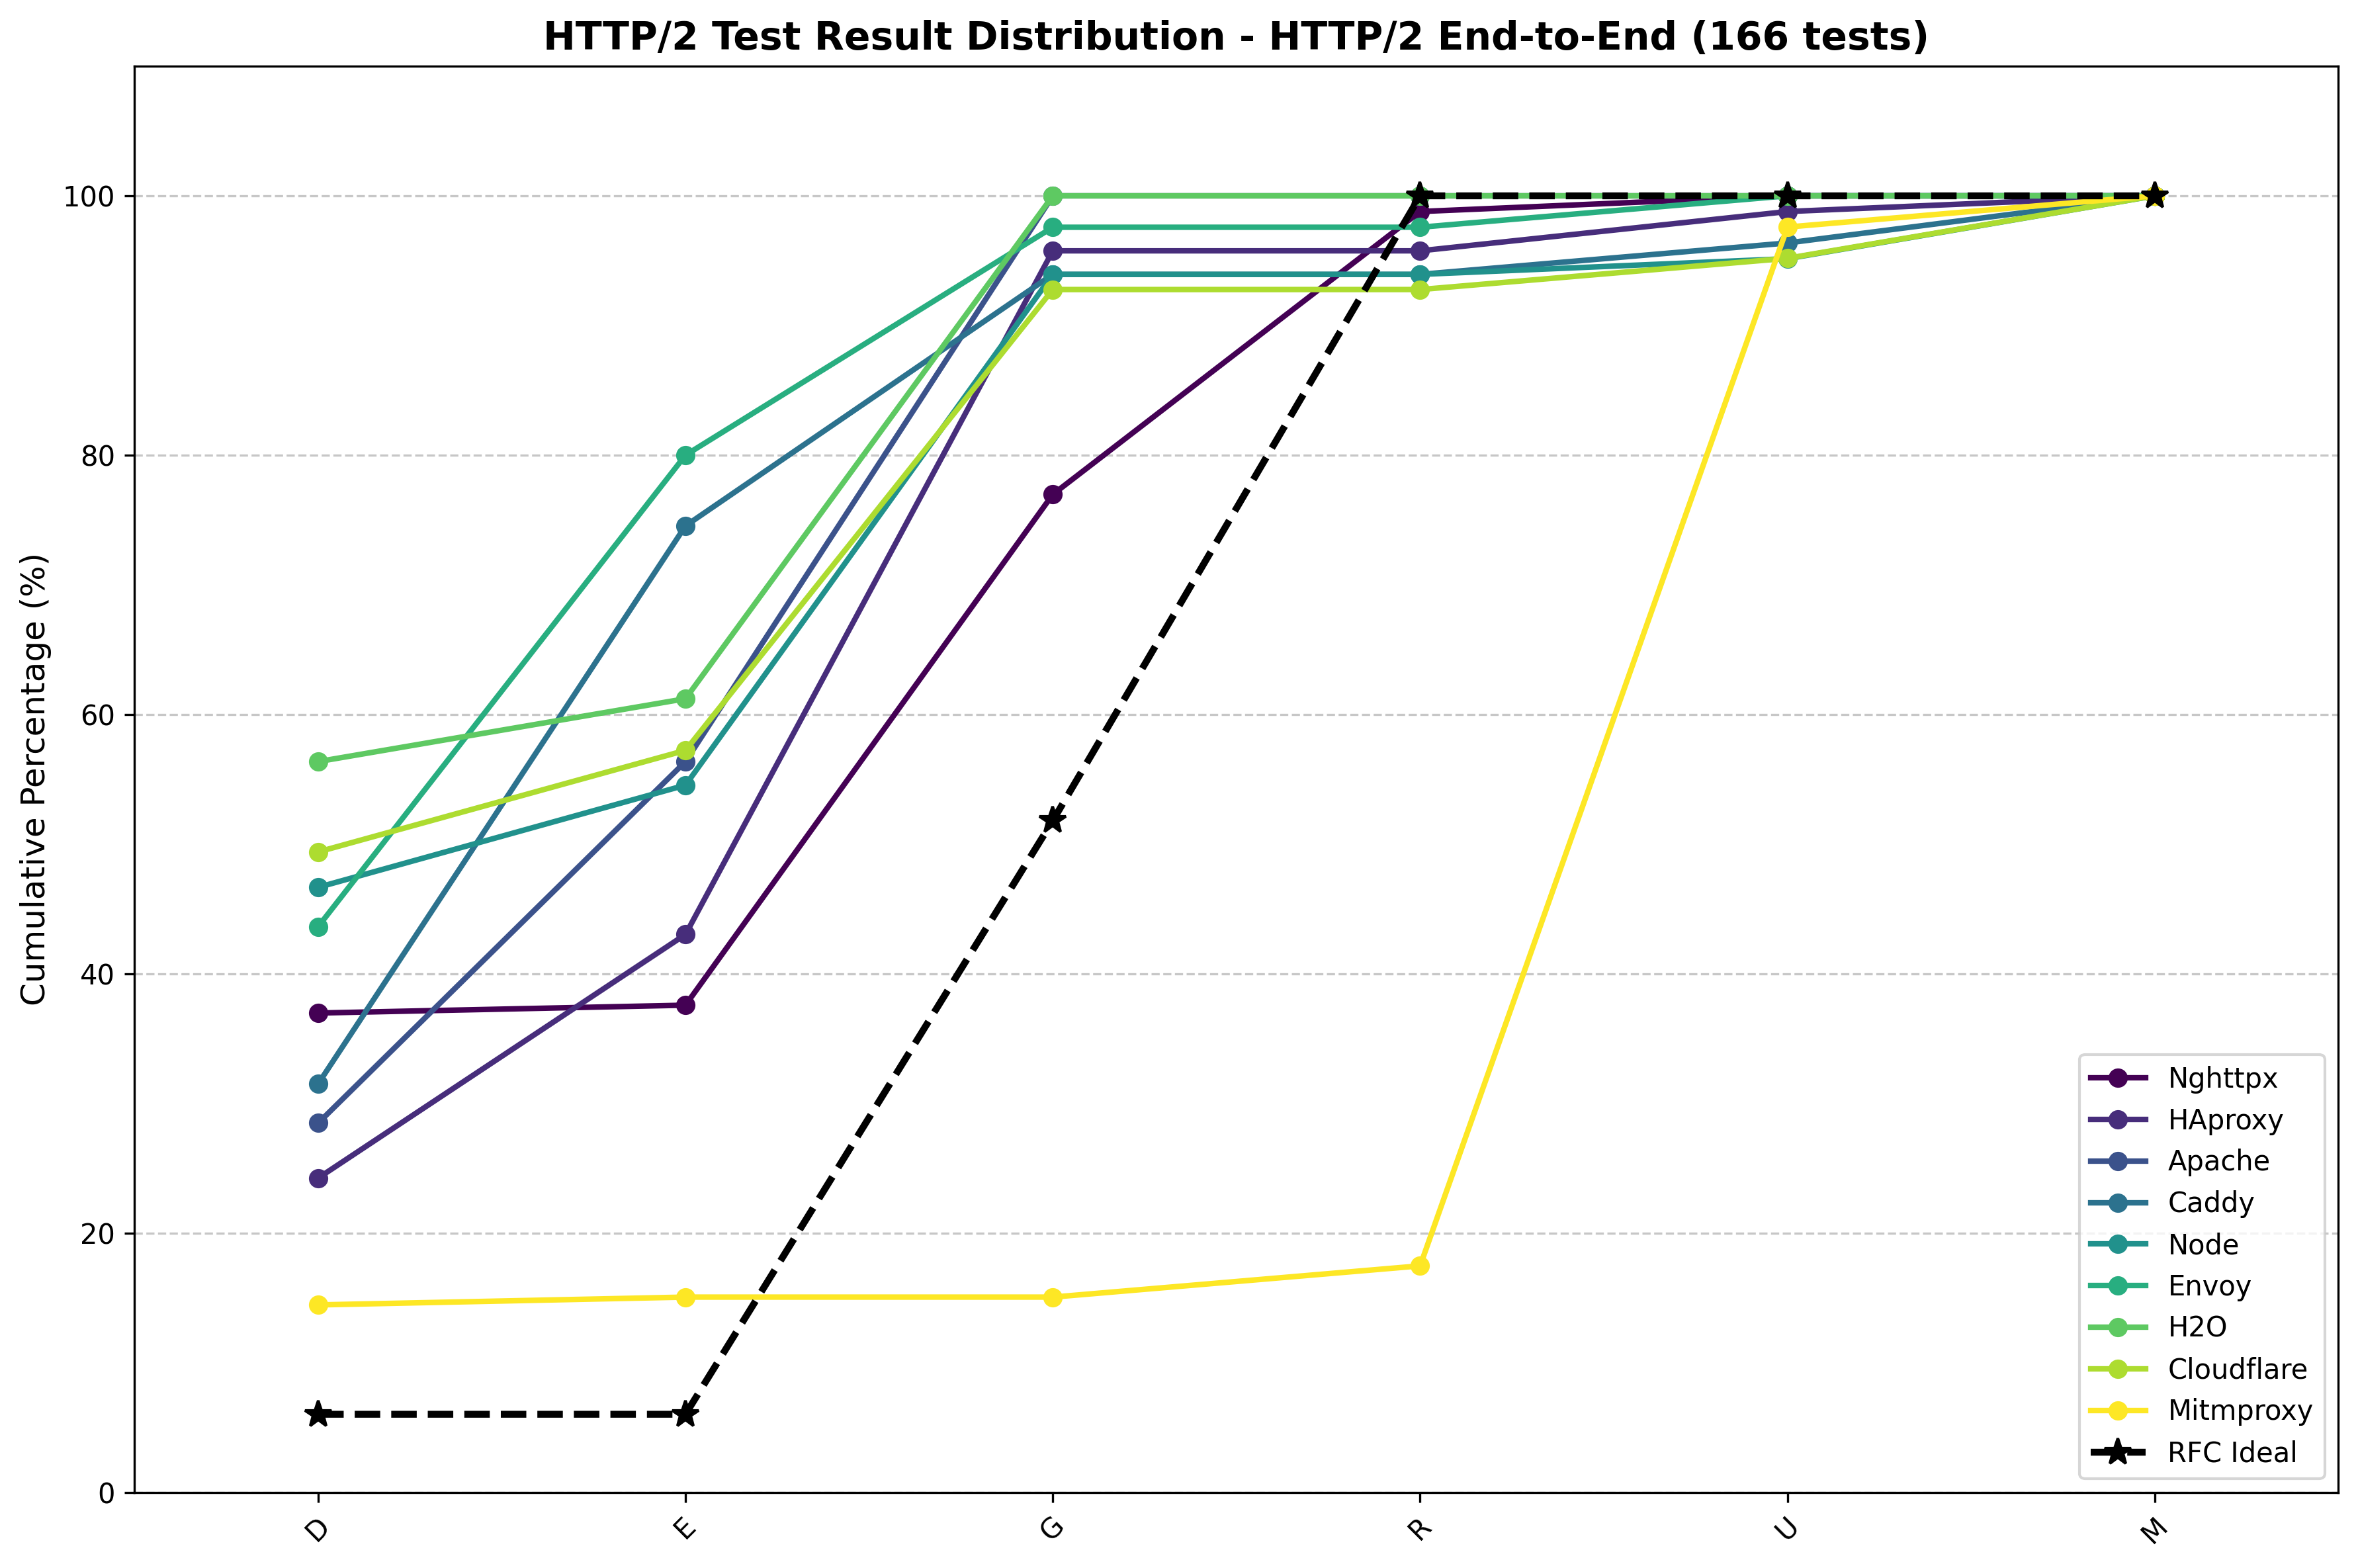 HTTP/2 Test Result Distribution - HTTP/2 End-to-End (166 tests)
Cumulative Percentage (%)
100
80
60
40
20
0
D
E
G
R
U
M
Nghttpx
HAproxy
Apache
Caddy
Node
Envoy
H2O
Cloudflare
Mitmproxy
RFC Ideal